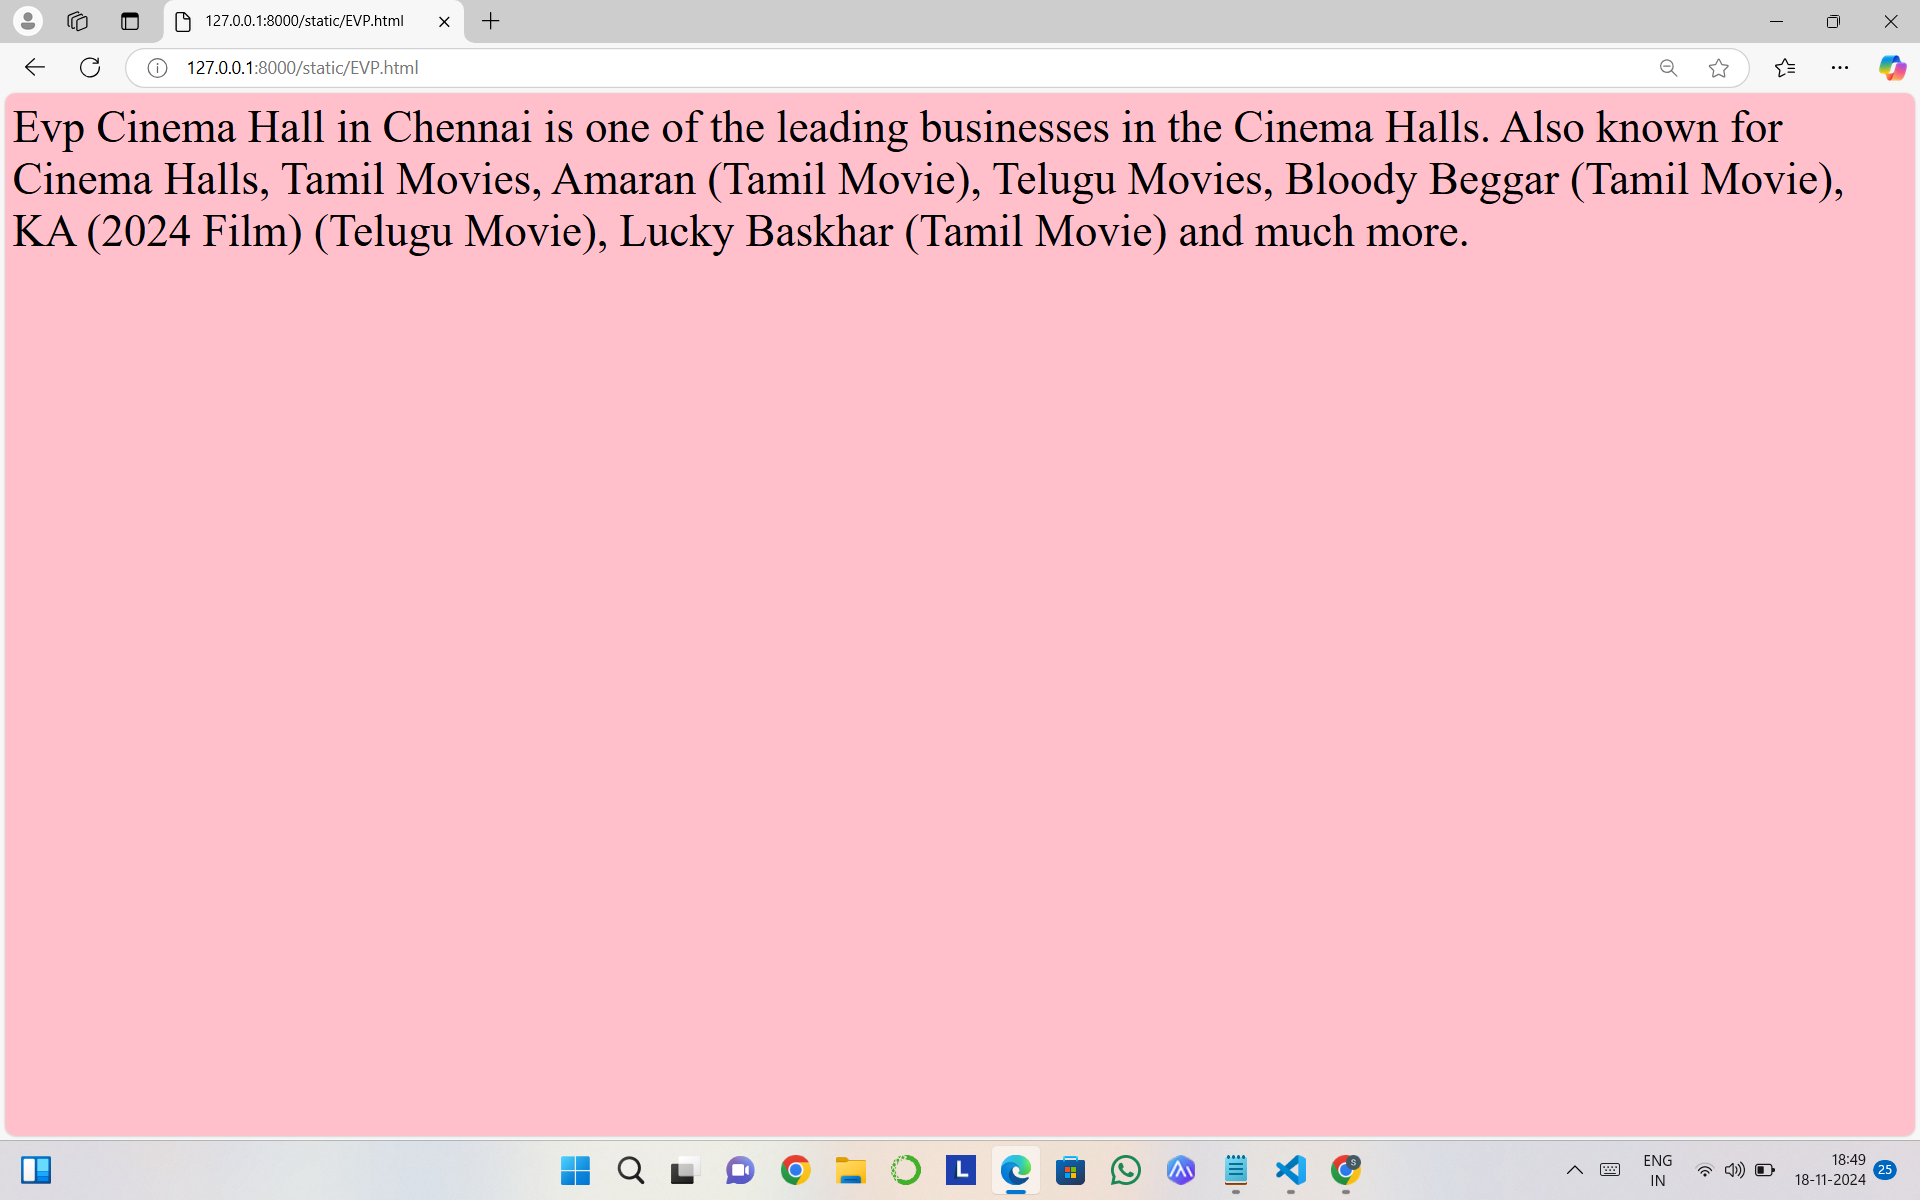 127.0.0.1:8000/static/EVP.html
127.0.0.1:8000/static/EVP.html
Evp Cinema Hall in Chennai is one of the leading businesses in the Cinema Halls. Also known for
Cinema Halls, Tamil Movies, Amaran (Tamil Movie), Telugu Movies, Bloody Beggar (Tamil Movie),
KA (2024 Film) (Telugu Movie), Lucky Baskhar (Tamil Movie) and much more.
L
S
ENG
IN
18:49
18-11-2024
25